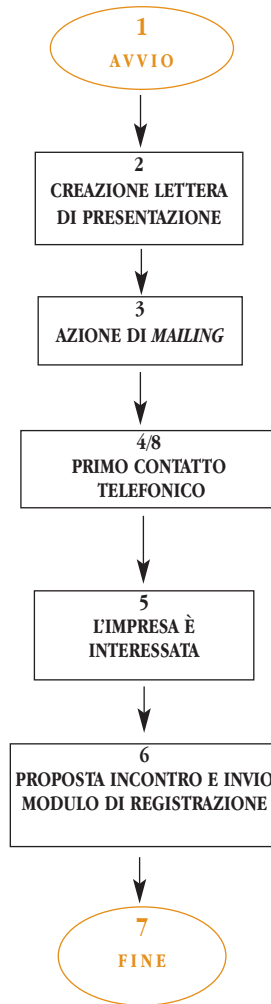 1
AVVIO
2
CREAZIONE LETTERA
DI PRESENTAZIONE
3
AZIONE DI MAILING
4/8
PRIMO CONTATTO
TELEFONICO
5
L'IMPRESA È
INTERESSATA
6
PROPOSTA INCONTRO E INVIO
MODULO DI REGISTRAZIONE
7
FINE